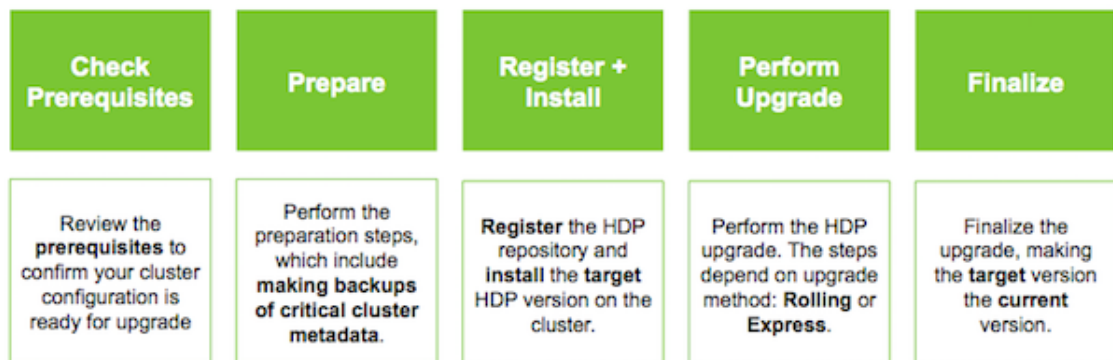 Check
Prerequisites
Prepare
Register +
Install
Perform
Upgrade
Finalize
Review the
prerequisites to
confirm your cluster
configuration is
ready for upgrade
Perform the
preparation steps,
which include
making backups
of critical cluster
metadata.
Register the HDP
repository and
install the target
HDP version on the
cluster.
Perform the HDP
upgrade. The steps
depend on upgrade
method: Rolling or
Express.
Finalize the
upgrade, making
the target version
the current
version.